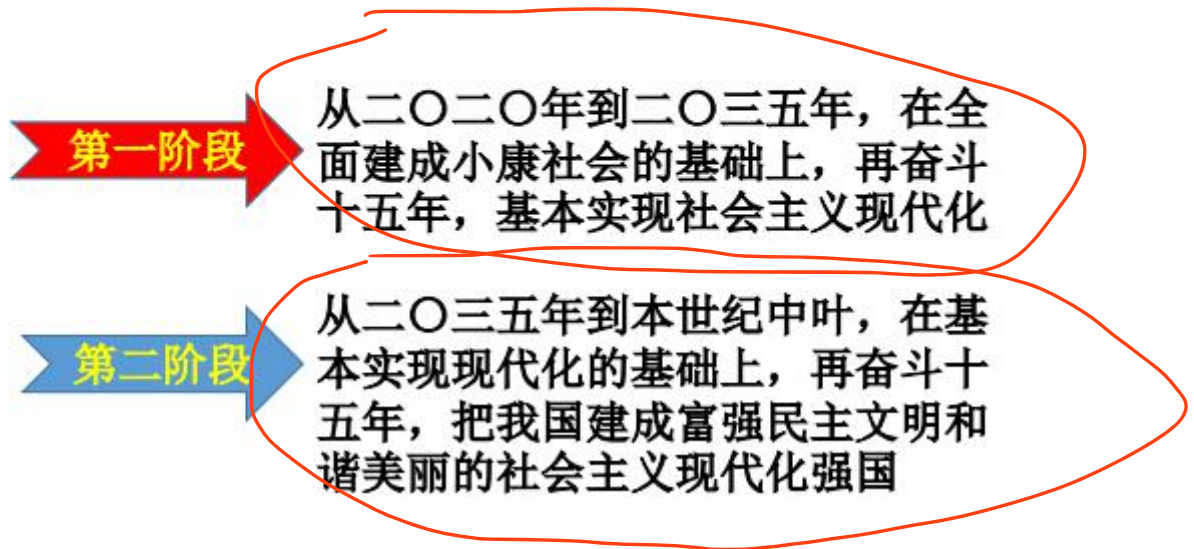 第一阶段
从二〇二〇年到二〇三五年，在全
面建成小康社会的基础上，再奋斗
十五年，基本实现社会主义现代化
第二阶段
从二〇三五年到本世纪中叶，在基
本实现现代化的基础上，再奋斗十
五年，把我国建成富强民主文明和
谐美丽的社会主义现代化强国